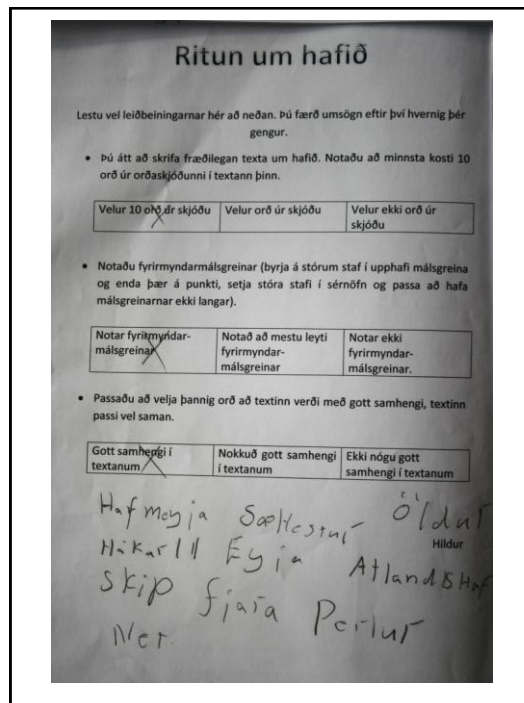 Ritun um hafið
Lestu vel leiðbeiningarnar hér að neðan. Þú færð umsögn eftir því hvernig þér
gengur.
• Þú átt að skrifa fræðilegan texta um hafið. Notaðu að minnsta kosti 10
orð úr orðaskjóðunni í textann þinn.
Velur 10 orð úr skjóðu Velur orð úr skjóðu Velur ekki orð úr
skjóðu
• Notaðu fyrirmyndarmálsgreinar (byrja á stórum staf í upphafi málsgreina
og enda þær á punkti, setja stóra stafi í sérnöfn og passa að hafa
málsgreinarnar ekki langar).
Notar fyrirmyndar- Notað að mestu leyti Notar ekki
málsgreinar fyrirmyndar- fyrirmyndar-
málsgreinar málsgreinar.
• Passaðu að velja þannig orð að textinn verði með gott samhengi, textinn
passi vel saman.
Gott samhengi í Nokkuð gott samhengi Ekki nógu gott
textanum í textanum samhengi í textanum
Hafmeyja Sæhestur Öldur
Hildur
Hákarll Eyja Atlandshaf
Skip fjara Perlur
Net